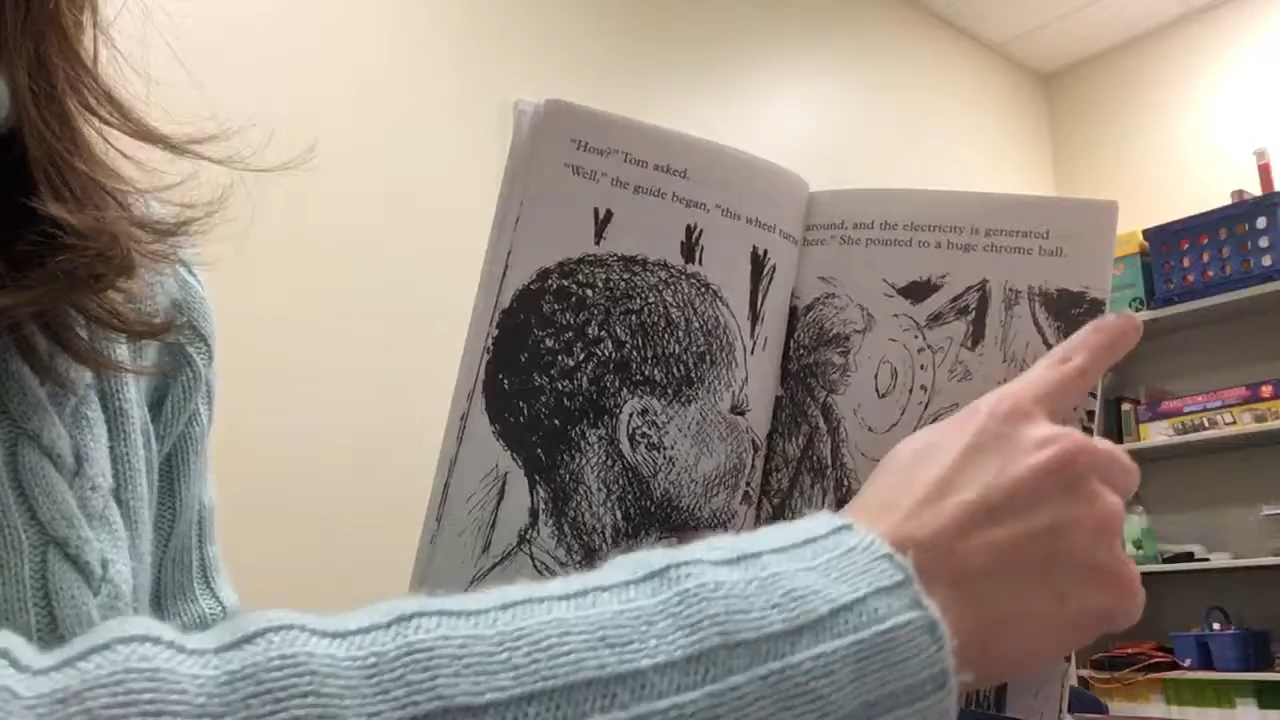 "How?" Tom asked.
"Well," the guide began, "this wheel turns
around, and the electricity is generated
here." She pointed to a huge chrome ball.